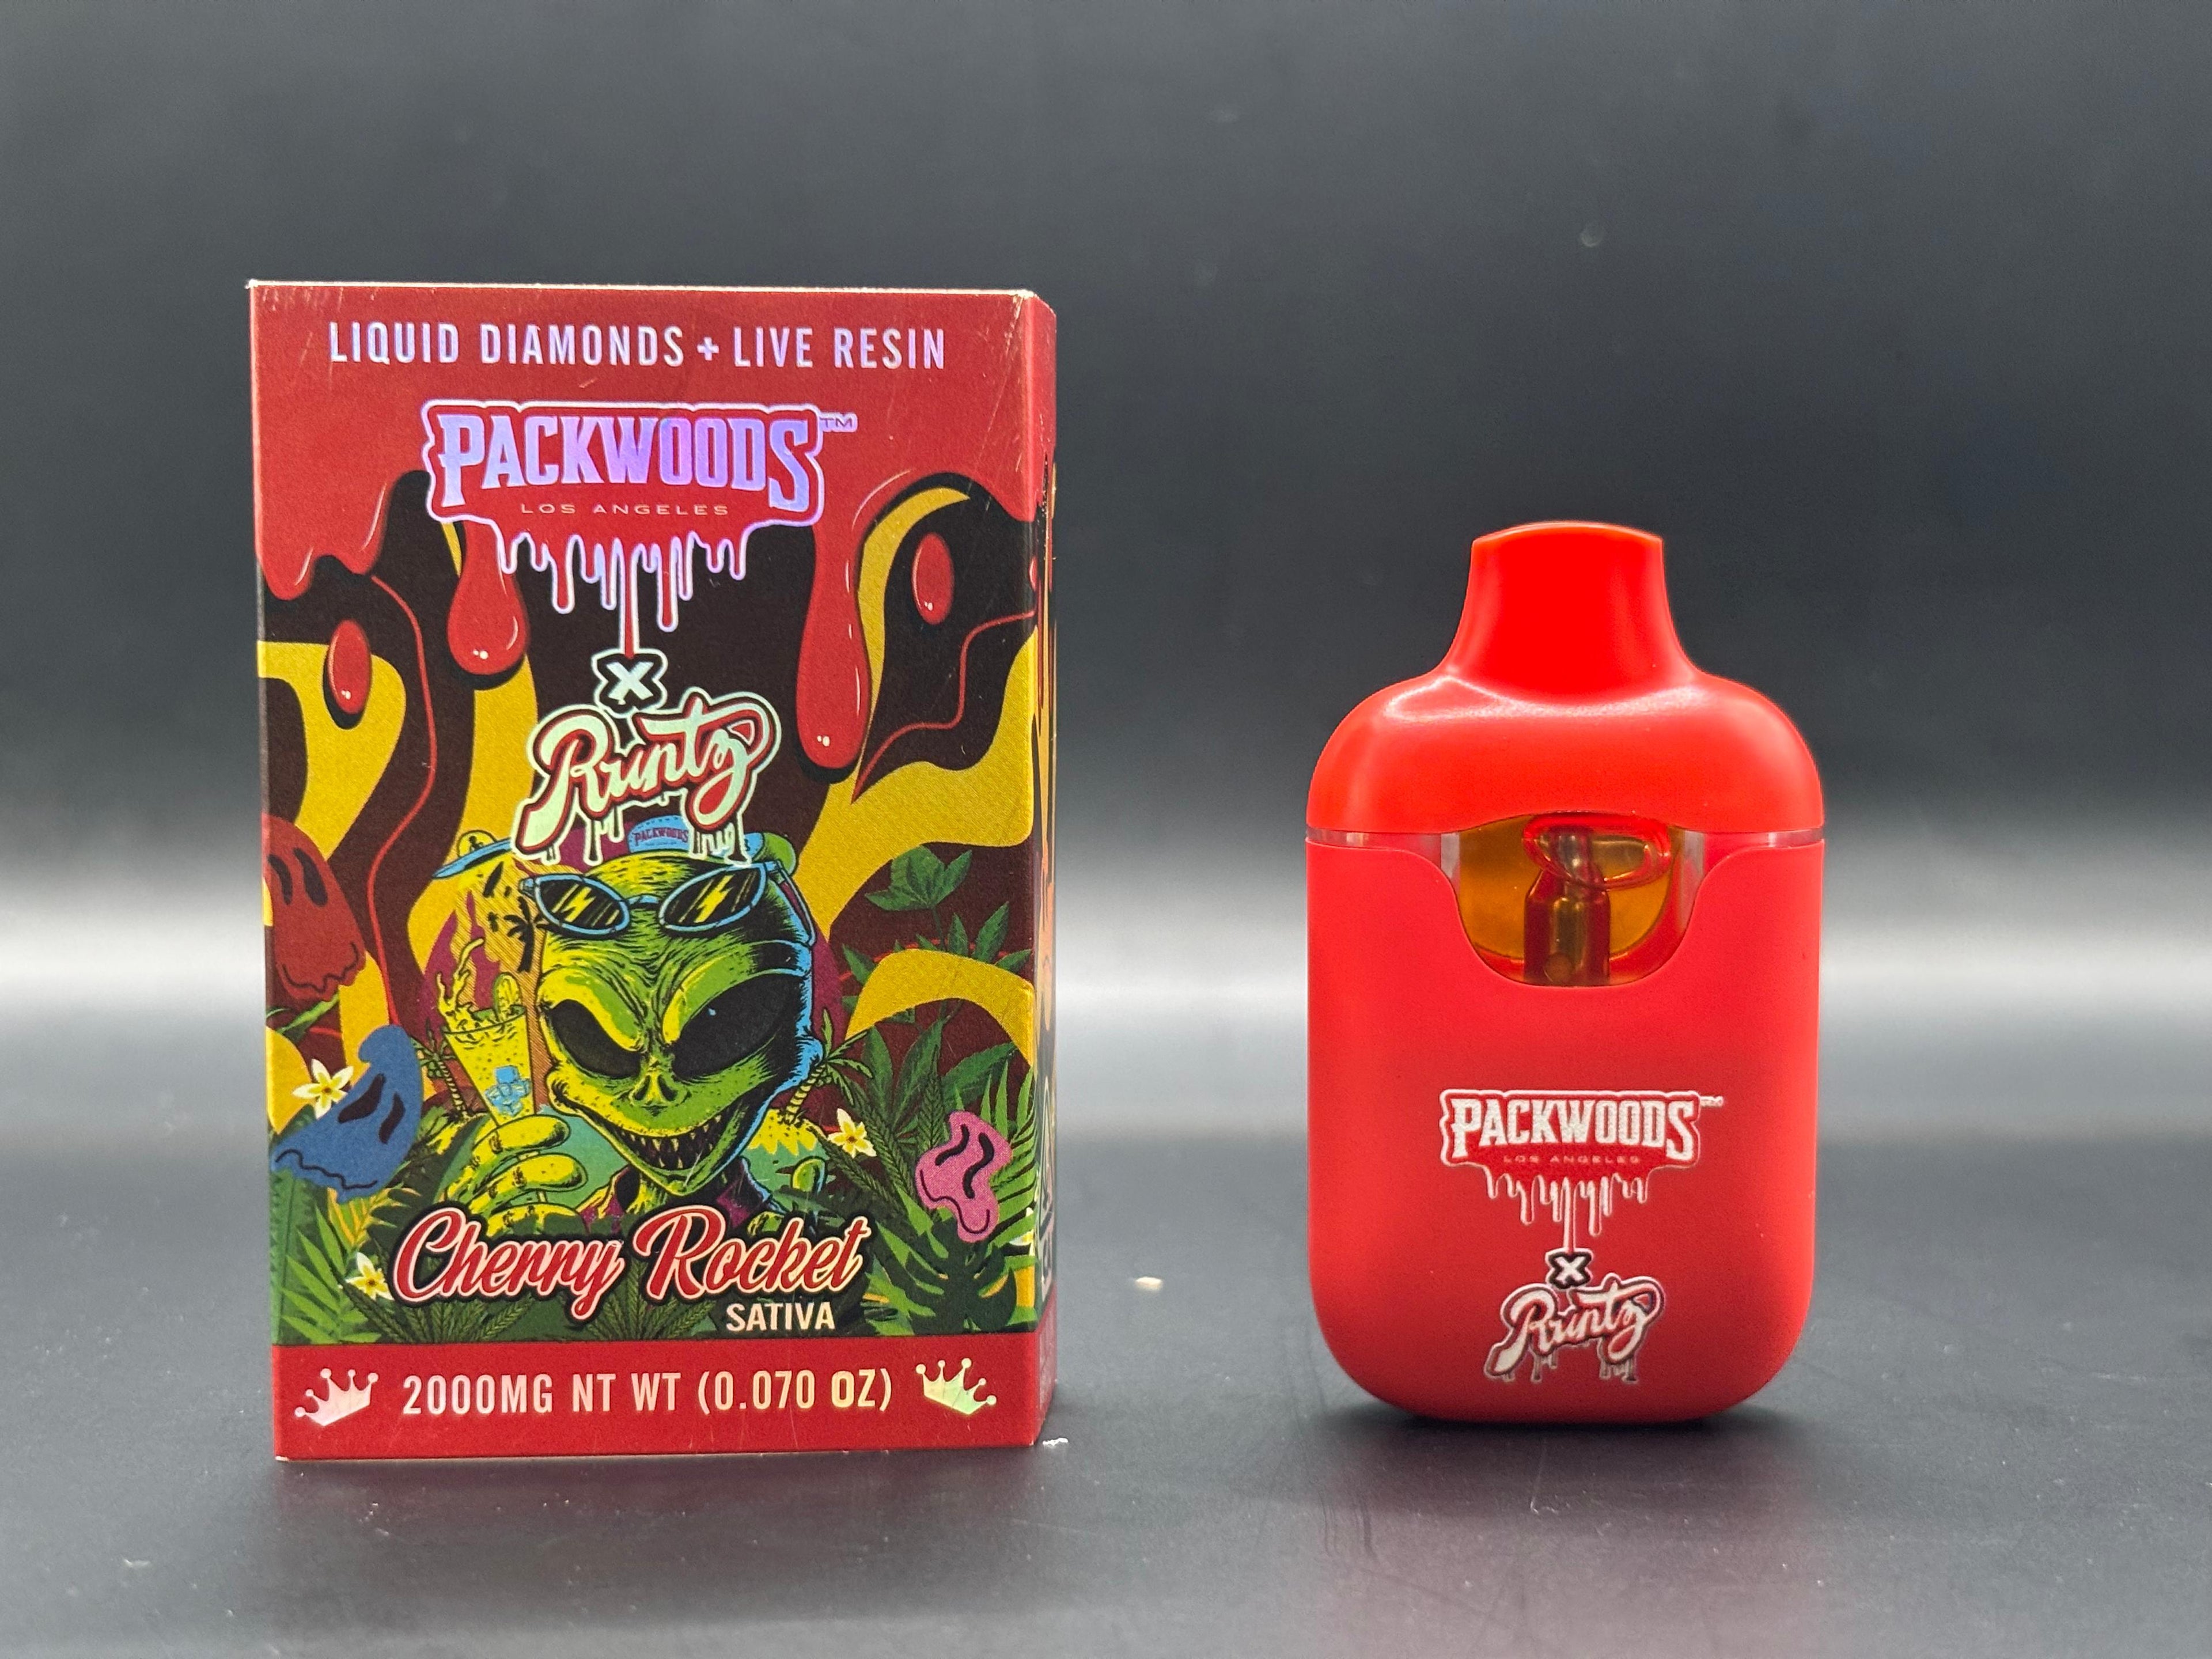 LIQUID DIAMONDS + LIVE RESIN
PACKWOODS™
LOS ANGELES
X
Runtz
PACKWOODS
Cherry Rocket
SATIVA
2000MG NT WT (0.070 OZ)
PACKWOODS™
LOS ANGELES
X
Runtz